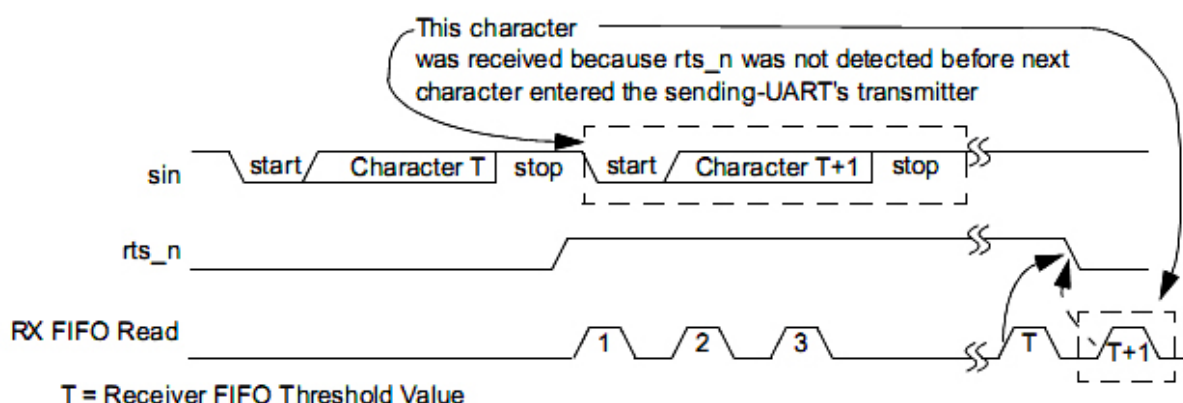 This character
was received because rts_n was not detected before next
character entered the sending-UART's transmitter
sin start Character T stop start Character T+1 stop
rts_n
RX FIFO Read 1 2 3 T T+1
T = Receiver FIFO Threshold Value